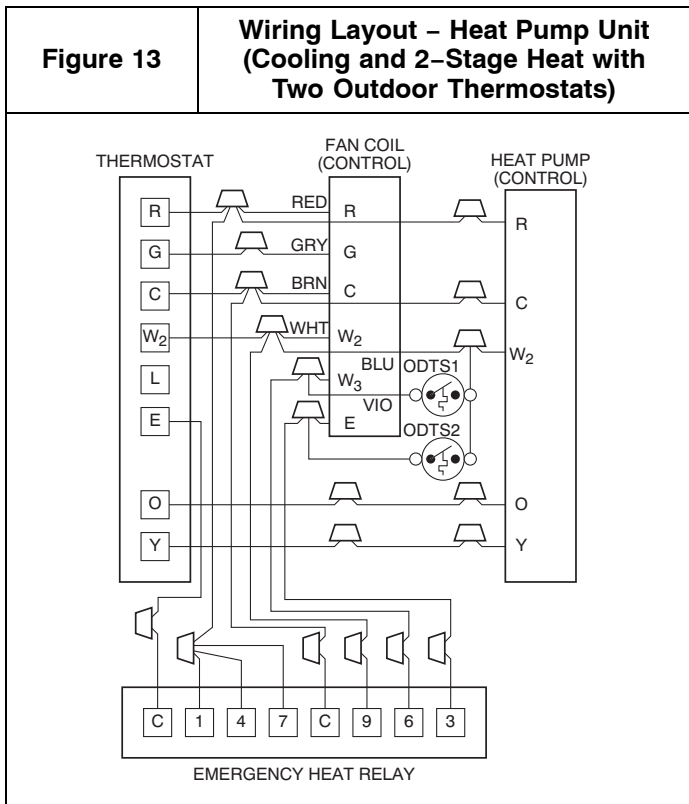 Figure 13
Wiring Layout – Heat Pump Unit
(Cooling and 2–Stage Heat with
Two Outdoor Thermostats)
THERMOSTAT
FAN COIL
(CONTROL)
HEAT PUMP
(CONTROL)
R
RED
R
R
G
GRY
G
C
BRN
C
C
W2
WHT
W2
W2
L
BLU
ODTS1
W3
VIO
E
E
ODTS2
O
O
Y
Y
C 1 4 7 C 9 6 3
EMERGENCY HEAT RELAY